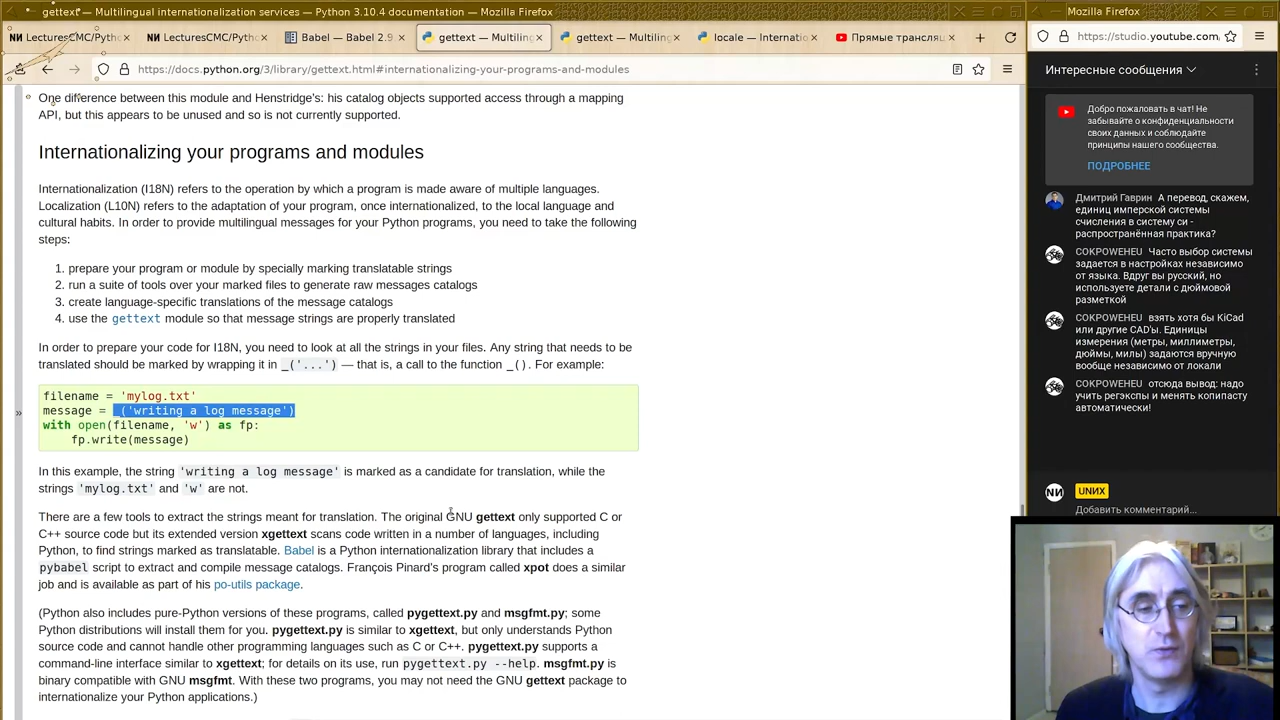 gettext — Multilingual internationalization services — Python 3.10.4 documentation — Mozilla Firefox
Mozilla Firefox
LecturesCMC/Pytho
LecturesCMC/Pytho
Babel — Babel 2.9
gettext — Multiling
gettext — Multiling
locale — Internatio
Прямые трансляц
https://studio.youtube.com/
https://docs.python.org/3/library/gettext.html#internationalizing-your-programs-and-modules
One difference between this module and Henstridge's: his catalog objects supported access through a mapping
API, but this appears to be unused and so is not currently supported.
Internationalizing your programs and modules
Internationalization (I18N) refers to the operation by which a program is made aware of multiple languages.
Localization (L10N) refers to the adaptation of your program, once internationalized, to the local language and
cultural habits. In order to provide multilingual messages for your Python programs, you need to take the following
steps:
1. prepare your program or module by specially marking translatable strings
2. run a suite of tools over your marked files to generate raw messages catalogs
3. create language-specific translations of the message catalogs
4. use the gettext module so that message strings are properly translated
In order to prepare your code for I18N, you need to look at all the strings in your files. Any string that needs to be
translated should be marked by wrapping it in _('...') — that is, a call to the function _(). For example:
filename = 'mylog.txt'
message = _('writing a log message')
with open(filename, 'w') as fp:
fp.write(message)
In this example, the string 'writing a log message' is marked as a candidate for translation, while the
strings 'mylog.txt' and 'w' are not.
There are a few tools to extract the strings meant for translation. The original GNU gettext only supported C or
C++ source code but its extended version xgettext scans code written in a number of languages, including
Python, to find strings marked as translatable. Babel is a Python internationalization library that includes a
pybabel script to extract and compile message catalogs. François Pinard's program called xpot does a similar
job and is available as part of his po-utils package.
(Python also includes pure-Python versions of these programs, called pygettext.py and msgfmt.py; some
Python distributions will install them for you. pygettext.py is similar to xgettext, but only understands Python
source code and cannot handle other programming languages such as C or C++. pygettext.py supports a
command-line interface similar to xgettext; for details on its use, run pygettext.py --help. msgfmt.py is
binary compatible with GNU msgfmt. With these two programs, you may not need the GNU gettext package to
internationalize your Python applications.)
Интересные сообщения
Добро пожаловать в чат! Не
забывайте о конфиденциальности
своих данных и соблюдайте
принципы нашего сообщества.
ПОДРОБНЕЕ
Дмитрий Гаврин А перевод, скажем,
единиц имперской системы
счисления в систему си -
распространённая практика?
COKPOWEHEU Часто выбор системы
задается в настройках независимо
от языка. Вдруг вы русский, но
используете детали с дюймовой
разметкой
COKPOWEHEU взять хотя бы KiCad
или другие CAD'ы. Единицы
измерения (метры, миллиметры,
дюймы, милы) задаются вручную
вообще независимо от локали
COKPOWEHEU отсюда вывод: надо
учить регэкспы и менять копипасту
автоматически!
UNИX
Добавить комментарий...